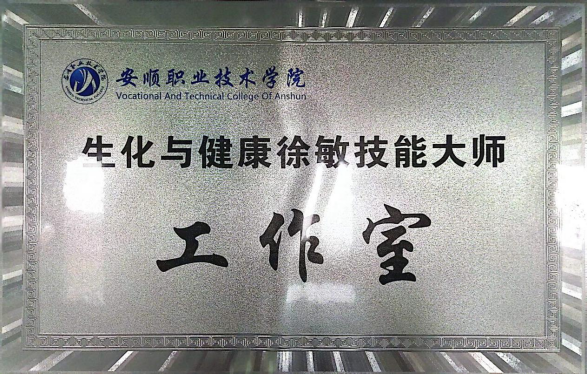 安顺职业技术学院
Vocational And Technical College Of Anshun
生化与健康徐敏技能大师
工作室